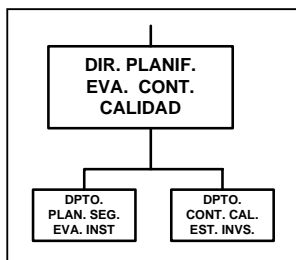 DIR. PLANIF.
EVA. CONT.
CALIDAD
DPTO.
PLAN. SEG.
EVA. INST
DPTO.
CONT. CAL.
EST. INVS.